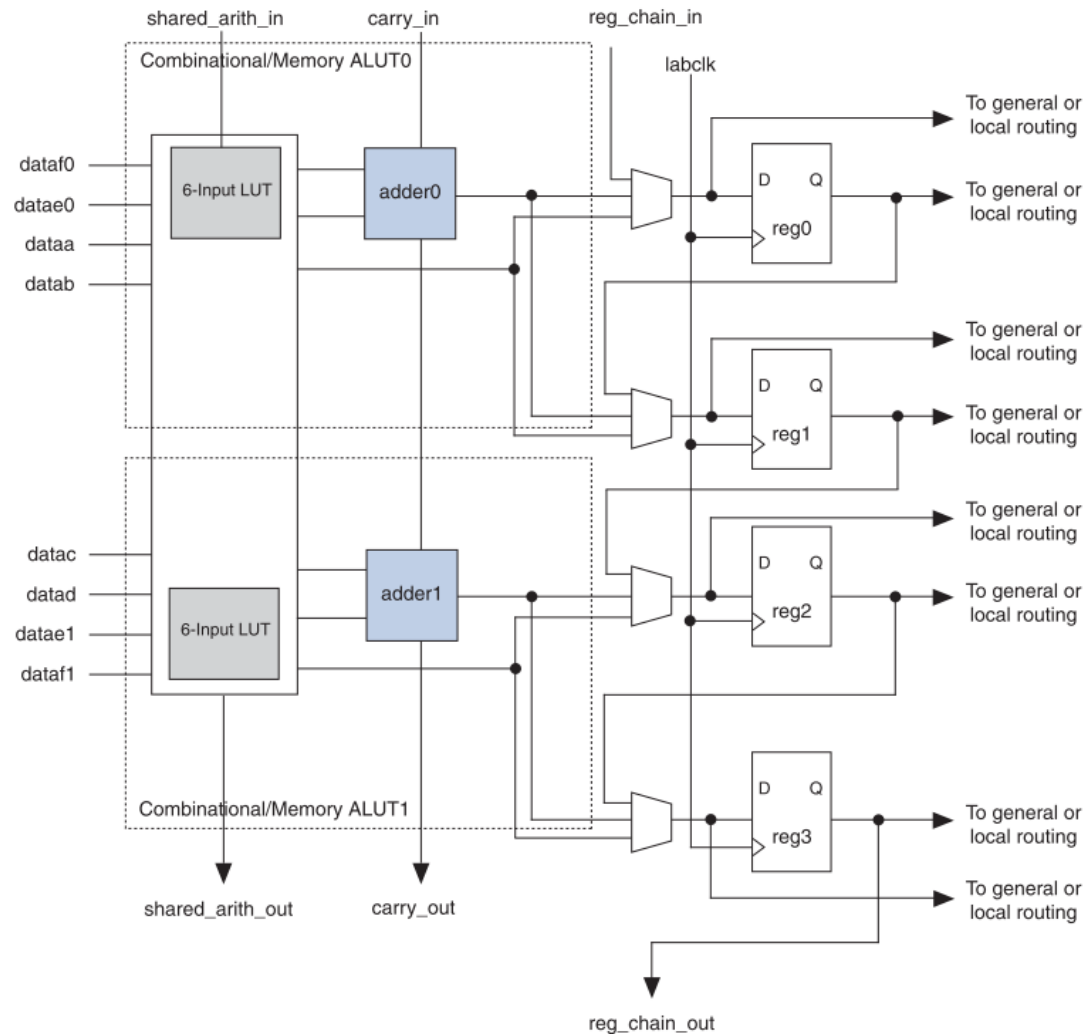 shared_arith_in
carry_in
reg_chain_in
labclk
Combinational/Memory ALUT0
To general or
local routing
dataf0
datae0
dataa
datab
6-Input LUT
adder0
D
Q
reg0
To general or
local routing
To general or
local routing
D
Q
reg1
To general or
local routing
To general or
local routing
datac
datad
datae1
dataf1
6-Input LUT
adder1
D
Q
reg2
To general or
local routing
Combinational/Memory ALUT1
D
Q
reg3
To general or
local routing
To general or
local routing
shared_arith_out
carry_out
reg_chain_out